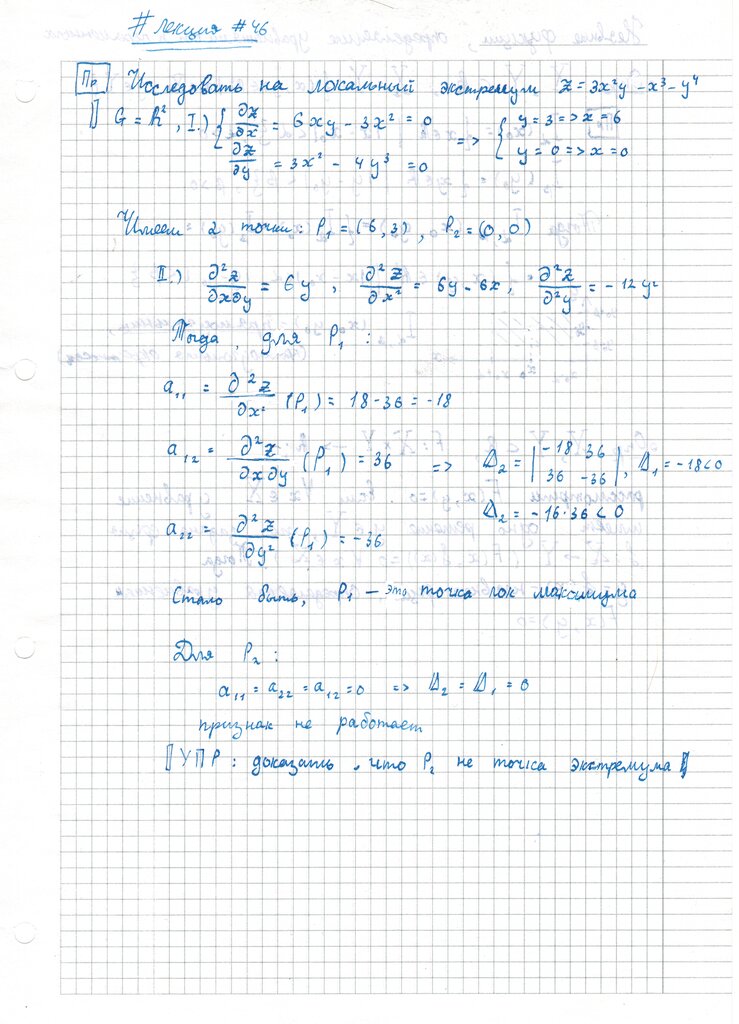 # Лекция #46
Пр Исследовать на локальный экстремум Z = 3x²y - x³ - y⁴
[] G = R², I.) { ∂z/∂x = 6xy - 3x² = 0 => { y = 3 => x = 6
∂z/∂y = 3x² - 4y³ = 0 y = 0 => x = 0
Имеем 2 точки: P₁ = (6, 3), P₂ = (0, 0)
II.) ∂²z/∂x∂y = 6y, ∂²z/∂x² = 6y - 6x, ∂²z/∂²y = -12y²
Тогда, для P₁:
a₁₁ = ∂²z/∂x² (P₁) = 18 - 36 = -18
a₁₂ = ∂²z/∂x∂y (P₁) = 36 => Δ₂ = |-18 36
36 -36|, Δ₁ = -18 < 0
Δ₂ = -16·36 < 0
a₂₂ = ∂²z/∂y² (P₁) = -36
Стало быть, P₁ — это точка лок максимума
Для P₂:
a₁₁ = a₂₂ = a₁₂ = 0 => Δ₂ = Δ₁ = 0
признак не работает
[] УПР: доказать, что P₂ не точка экстремума []